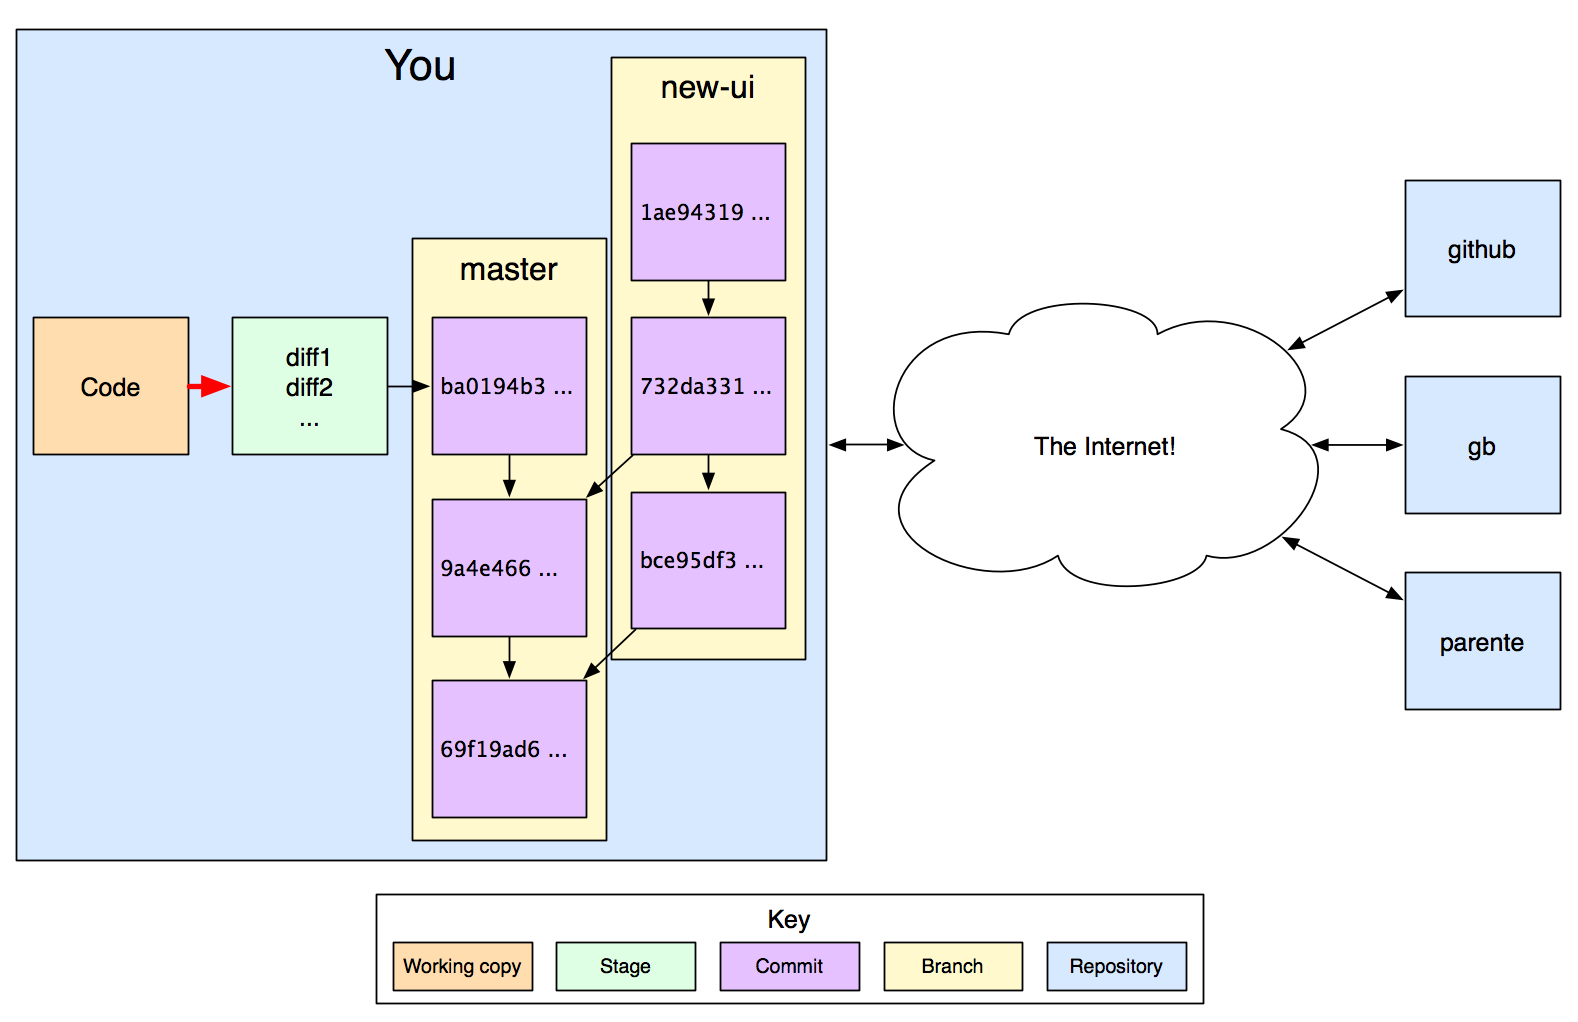 You
new-ui
1ae94319 ...
master
Code
diff1
diff2
...
ba0194b3 ...
732da331 ...
9a4e466 ...
bce95df3 ...
69f19ad6 ...
The Internet!
github
gb
parente
Key
Working copy
Stage
Commit
Branch
Repository